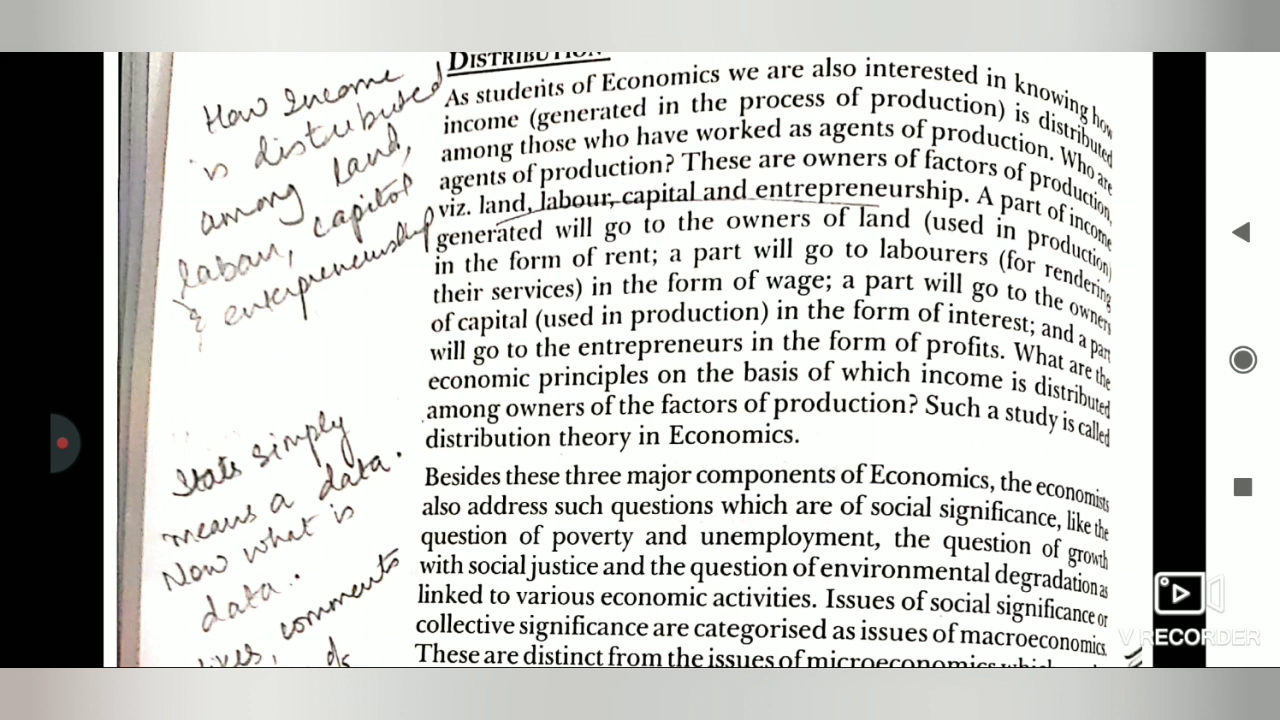 DISTRIBUTION
As students of Economics we are also interested in knowing how
income (generated in the process of production) is distributed
among those who have worked as agents of production. Who are
agents of production? These are owners of factors of production,
viz. land, labour, capital and entrepreneurship. A part of income
generated will go to the owners of land (used in production)
in the form of rent; a part will go to labourers (for rendering
their services) in the form of wage; a part will go to the owners
of capital (used in production) in the form of interest; and a part
will go to the entrepreneurs in the form of profits. What are the
economic principles on the basis of which income is distributed
among owners of the factors of production? Such a study is called
distribution theory in Economics.
Besides these three major components of Economics, the economists
also address such questions which are of social significance, like the
question of poverty and unemployment, the question of growth
with social justice and the question of environmental degradation as
linked to various economic activities. Issues of social significance or
collective significance are categorised as issues of macroeconomics.
These are distinct from the issues of microeconomics which
How Income
is distributed
among land,
labour, capital
& entrepreneurship
Stats simply
means a data.
Now what is
data..
comments
V RECORDER